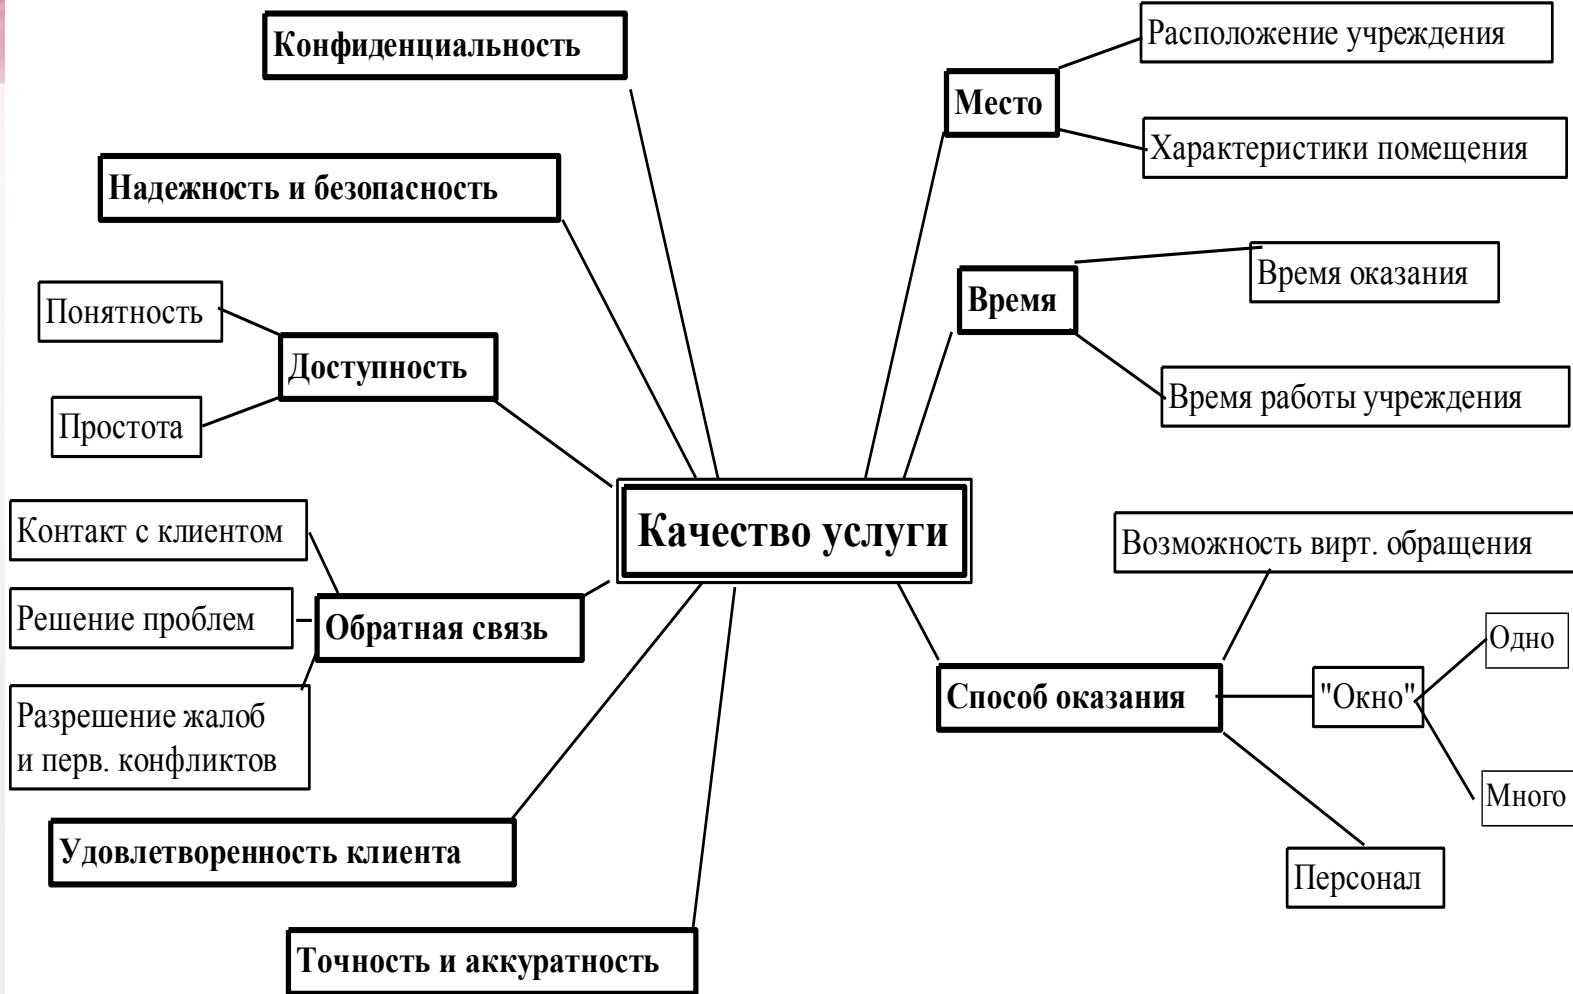 Конфиденциальность
Надежность и безопасность
Понятность
Доступность
Простота
Контакт с клиентом
Решение проблем
Обратная связь
Разрешение жалоб
и перв. конфликтов
Удовлетворенность клиента
Точность и аккуратность
Качество услуги
Место
Расположение учреждения
Характеристики помещения
Время
Время оказания
Время работы учреждения
Возможность вирт. обращения
Способ оказания
"Окно"
Одно
Много
Персонал